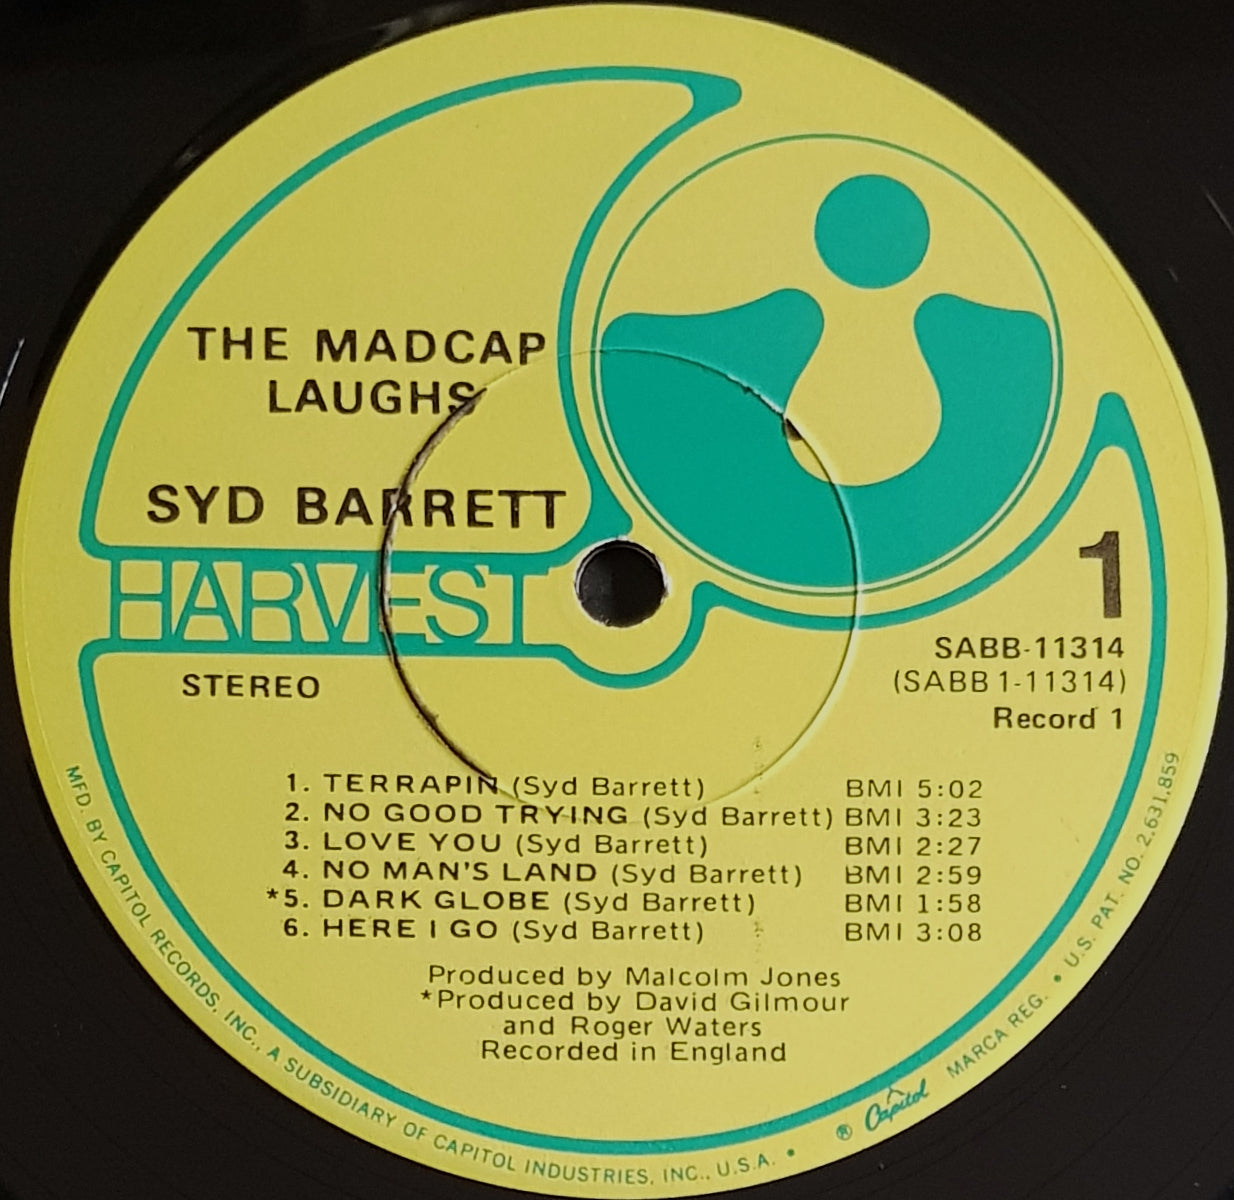 THE MADCAP
LAUGHS
SYD BARRETT
HARVEST
STEREO
1
SABB-11314
(SABB 1-11314)
Record 1
1. TERRAPIN (Syd Barrett) BMI 5:02
2. NO GOOD TRYING (Syd Barrett) BMI 3:23
3. LOVE YOU (Syd Barrett) BMI 2:27
4. NO MAN'S LAND (Syd Barrett) BMI 2:59
*5. DARK GLOBE (Syd Barrett) BMI 1:58
6. HERE I GO (Syd Barrett) BMI 3:08
Produced by Malcolm Jones
*Produced by David Gilmour
and Roger Waters
Recorded in England
MFD. BY CAPITOL RECORDS, INC., A SUBSIDIARY OF CAPITOL INDUSTRIES, INC., U.S.A. • ® Capitol MARCA REG. • U.S. PAT. NO. 2,631,859